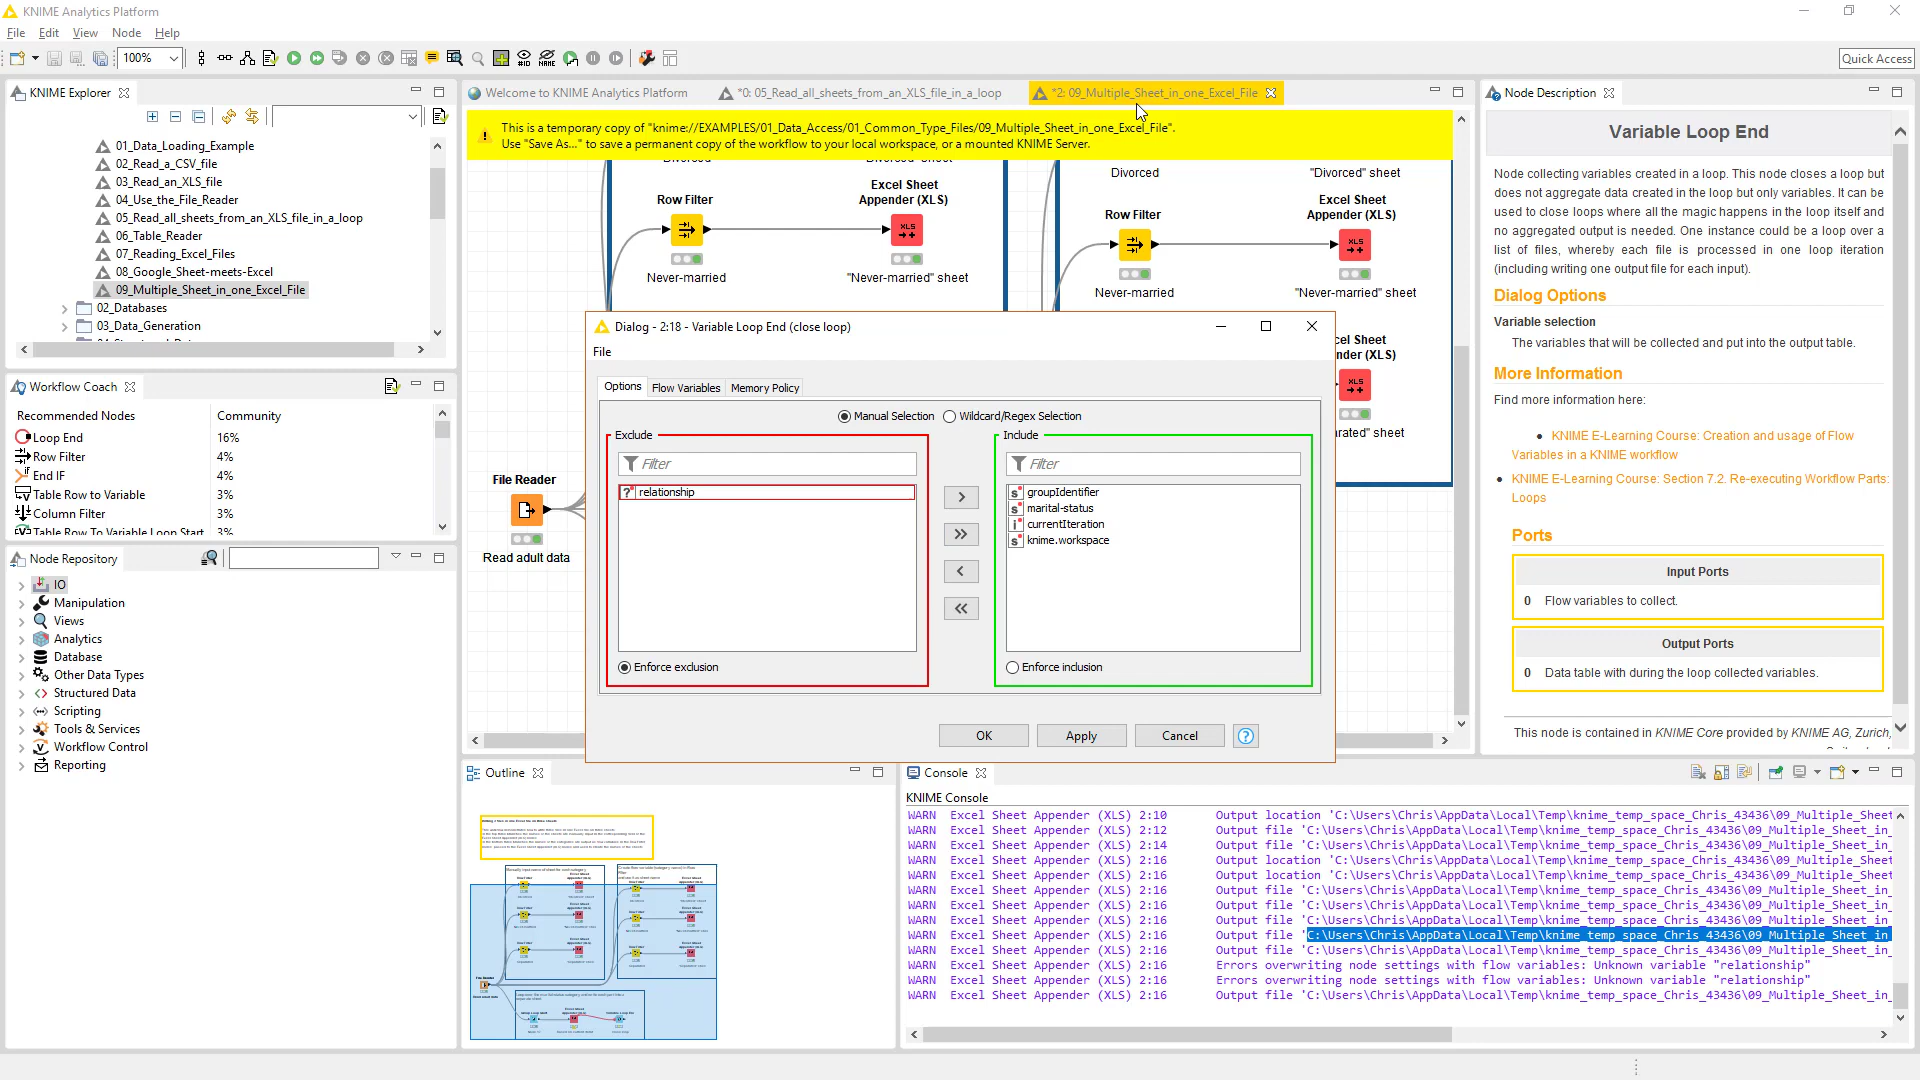 KNIME Analytics Platform
File Edit View Node Help
100%
Quick Access
KNIME Explorer
01_Data_Loading_Example
02_Read_a_CSV_file
03_Read_an_XLS_file
04_Use_the_File_Reader
05_Read_all_sheets_from_an_XLS_file_in_a_loop
06_Table_Reader
07_Reading_Excel_Files
08_Google_Sheet-meets-Excel
09_Multiple_Sheet_in_one_Excel_File
02_Databases
03_Data_Generation
Workflow Coach
Recommended Nodes Community
Loop End 16%
Row Filter 4%
End IF 4%
Table Row to Variable 3%
Column Filter 3%
Table Row To Variable Loop Start 3%
Node Repository
IO
Manipulation
Views
Analytics
Database
Other Data Types
Structured Data
Scripting
Tools & Services
Workflow Control
Reporting
Welcome to KNIME Analytics Platform
*0: 05_Read_all_sheets_from_an_XLS_file_in_a_loop
*2: 09_Multiple_Sheet_in_one_Excel_File
This is a temporary copy of "knime://EXAMPLES/01_Data_Access/01_Common_Type_Files/09_Multiple_Sheet_in_one_Excel_File".
Use "Save As..." to save a permanent copy of the workflow to your local workspace, or a mounted KNIME Server.
Divorced
"Divorced" sheet
Row Filter
Excel Sheet
Appender (XLS)
XLS
Never-married
"Never-married" sheet
Row Filter
Excel Sheet
Appender (XLS)
XLS
Never-married
"Never-married" sheet
XLS
File Reader
Read adult data
Dialog - 2:18 - Variable Loop End (close loop)
File
Options Flow Variables Memory Policy
Manual Selection Wildcard/Regex Selection
Exclude
Filter
relationship
Enforce exclusion
Include
Filter
groupIdentifier
marital-status
currentIteration
knime.workspace
Enforce inclusion
OK Apply Cancel
Node Description
Variable Loop End
Node collecting variables created in a loop. This node closes a loop but
does not aggregate data created in the loop but only variables. It can be
used to close loops where all the magic happens in the loop itself and
no aggregated output is needed. One instance could be a loop over a
list of files, whereby each file is processed in one loop iteration
(including writing one output file for each input).
Dialog Options
Variable selection
The variables that will be collected and put into the output table.
More Information
Find more information here:
KNIME E-Learning Course: Creation and usage of Flow
Variables in a KNIME workflow
KNIME E-Learning Course: Section 7.2. Re-executing Workflow Parts:
Loops
Ports
Input Ports
0 Flow variables to collect.
Output Ports
0 Data table with during the loop collected variables.
This node is contained in KNIME Core provided by KNIME AG, Zurich,
Outline
Console
KNIME Console
WARN Excel Sheet Appender (XLS) 2:10 Output location 'C:\Users\Chris\AppData\Local\Temp\knime_temp_space_Chris_43436\09_Multiple_Sheet
WARN Excel Sheet Appender (XLS) 2:12 Output file 'C:\Users\Chris\AppData\Local\Temp\knime_temp_space_Chris_43436\09_Multiple_Sheet_in_
WARN Excel Sheet Appender (XLS) 2:14 Output file 'C:\Users\Chris\AppData\Local\Temp\knime_temp_space_Chris_43436\09_Multiple_Sheet_in_
WARN Excel Sheet Appender (XLS) 2:16 Output location 'C:\Users\Chris\AppData\Local\Temp\knime_temp_space_Chris_43436\09_Multiple_Sheet
WARN Excel Sheet Appender (XLS) 2:16 Output location 'C:\Users\Chris\AppData\Local\Temp\knime_temp_space_Chris_43436\09_Multiple_Sheet
WARN Excel Sheet Appender (XLS) 2:16 Output file 'C:\Users\Chris\AppData\Local\Temp\knime_temp_space_Chris_43436\09_Multiple_Sheet_in_
WARN Excel Sheet Appender (XLS) 2:16 Output file 'C:\Users\Chris\AppData\Local\Temp\knime_temp_space_Chris_43436\09_Multiple_Sheet_in_
WARN Excel Sheet Appender (XLS) 2:16 Output file 'C:\Users\Chris\AppData\Local\Temp\knime_temp_space_Chris_43436\09_Multiple_Sheet_in_
WARN Excel Sheet Appender (XLS) 2:16 Output file 'C:\Users\Chris\AppData\Local\Temp\knime_temp_space_Chris_43436\09_Multiple_Sheet_in
WARN Excel Sheet Appender (XLS) 2:16 Output file 'C:\Users\Chris\AppData\Local\Temp\knime_temp_space_Chris_43436\09_Multiple_Sheet_in_
WARN Excel Sheet Appender (XLS) 2:16 Errors overwriting node settings with flow variables: Unknown variable "relationship"
WARN Excel Sheet Appender (XLS) 2:16 Errors overwriting node settings with flow variables: Unknown variable "relationship"
WARN Excel Sheet Appender (XLS) 2:16 Output file 'C:\Users\Chris\AppData\Local\Temp\knime_temp_space_Chris_43436\09_Multiple_Sheet_in_